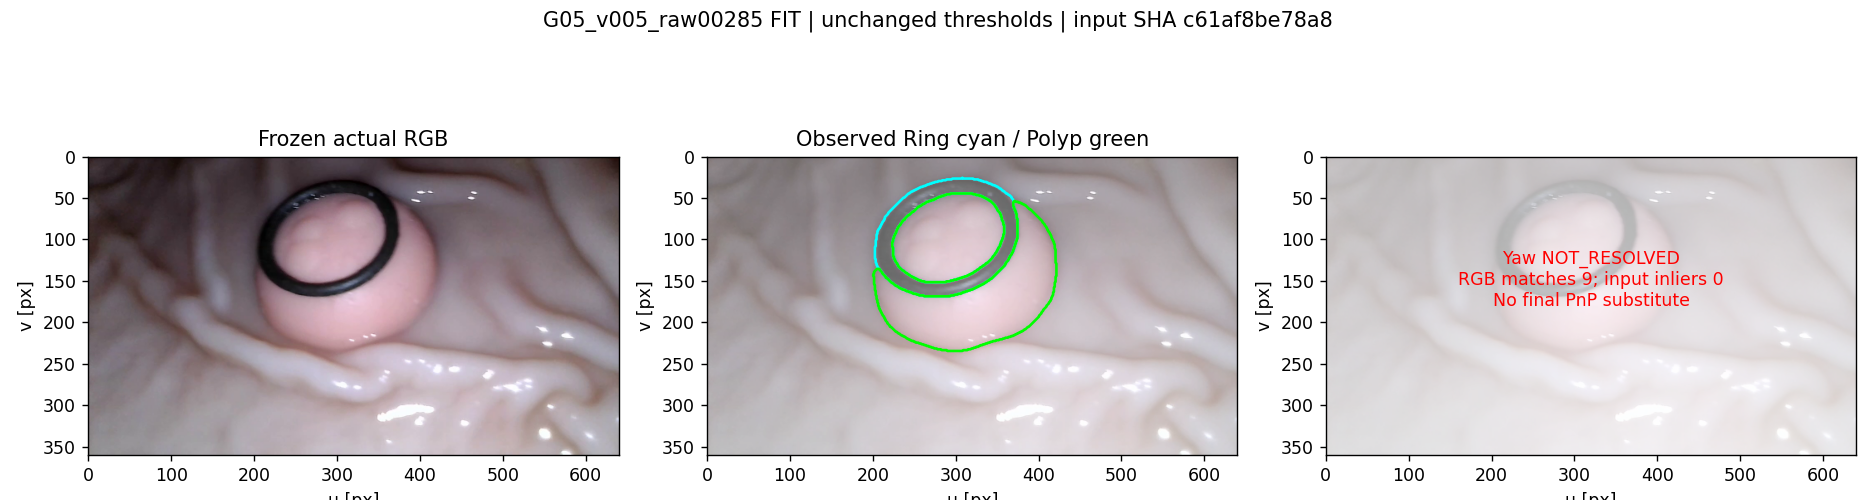 G05_v005_raw00285 FIT | unchanged thresholds | input SHA c61af8be78a8
Frozen actual RGB
Observed Ring cyan / Polyp green
0
50
100
150
200
250
300
350
v [px]
0 100 200 300 400 500 600
u [px]
0
50
100
150
200
250
300
350
v [px]
0 100 200 300 400 500 600
u [px]
0
50
100
150
200
250
300
350
v [px]
Yaw NOT_RESOLVED
RGB matches 9; input inliers 0
No final PnP substitute
0 100 200 300 400 500 600
u [px]